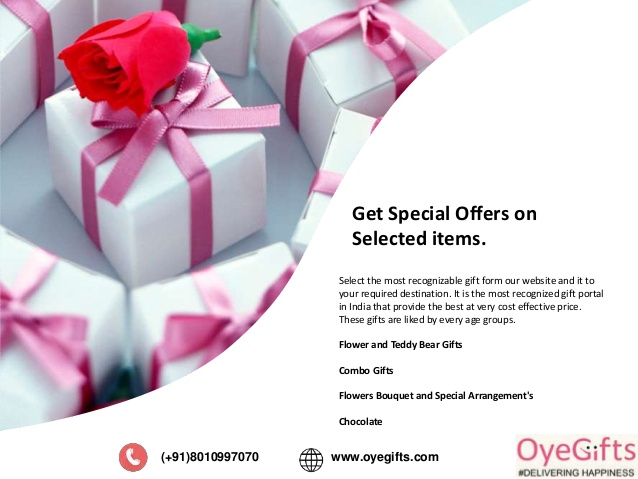 Get Special Offers on
Selected items.
Select the most recognizable gift form our website and it to
your required destination. It is the most recognized gift portal
in India that provide the best at very cost effective price.
These gifts are liked by every age groups.
Flower and Teddy Bear Gifts
Combo Gifts
Flowers Bouquet and Special Arrangement's
Chocolate
(+91)8010997070
www.oyegifts.com
OyeGifts
#DELIVERING HAPPINESS